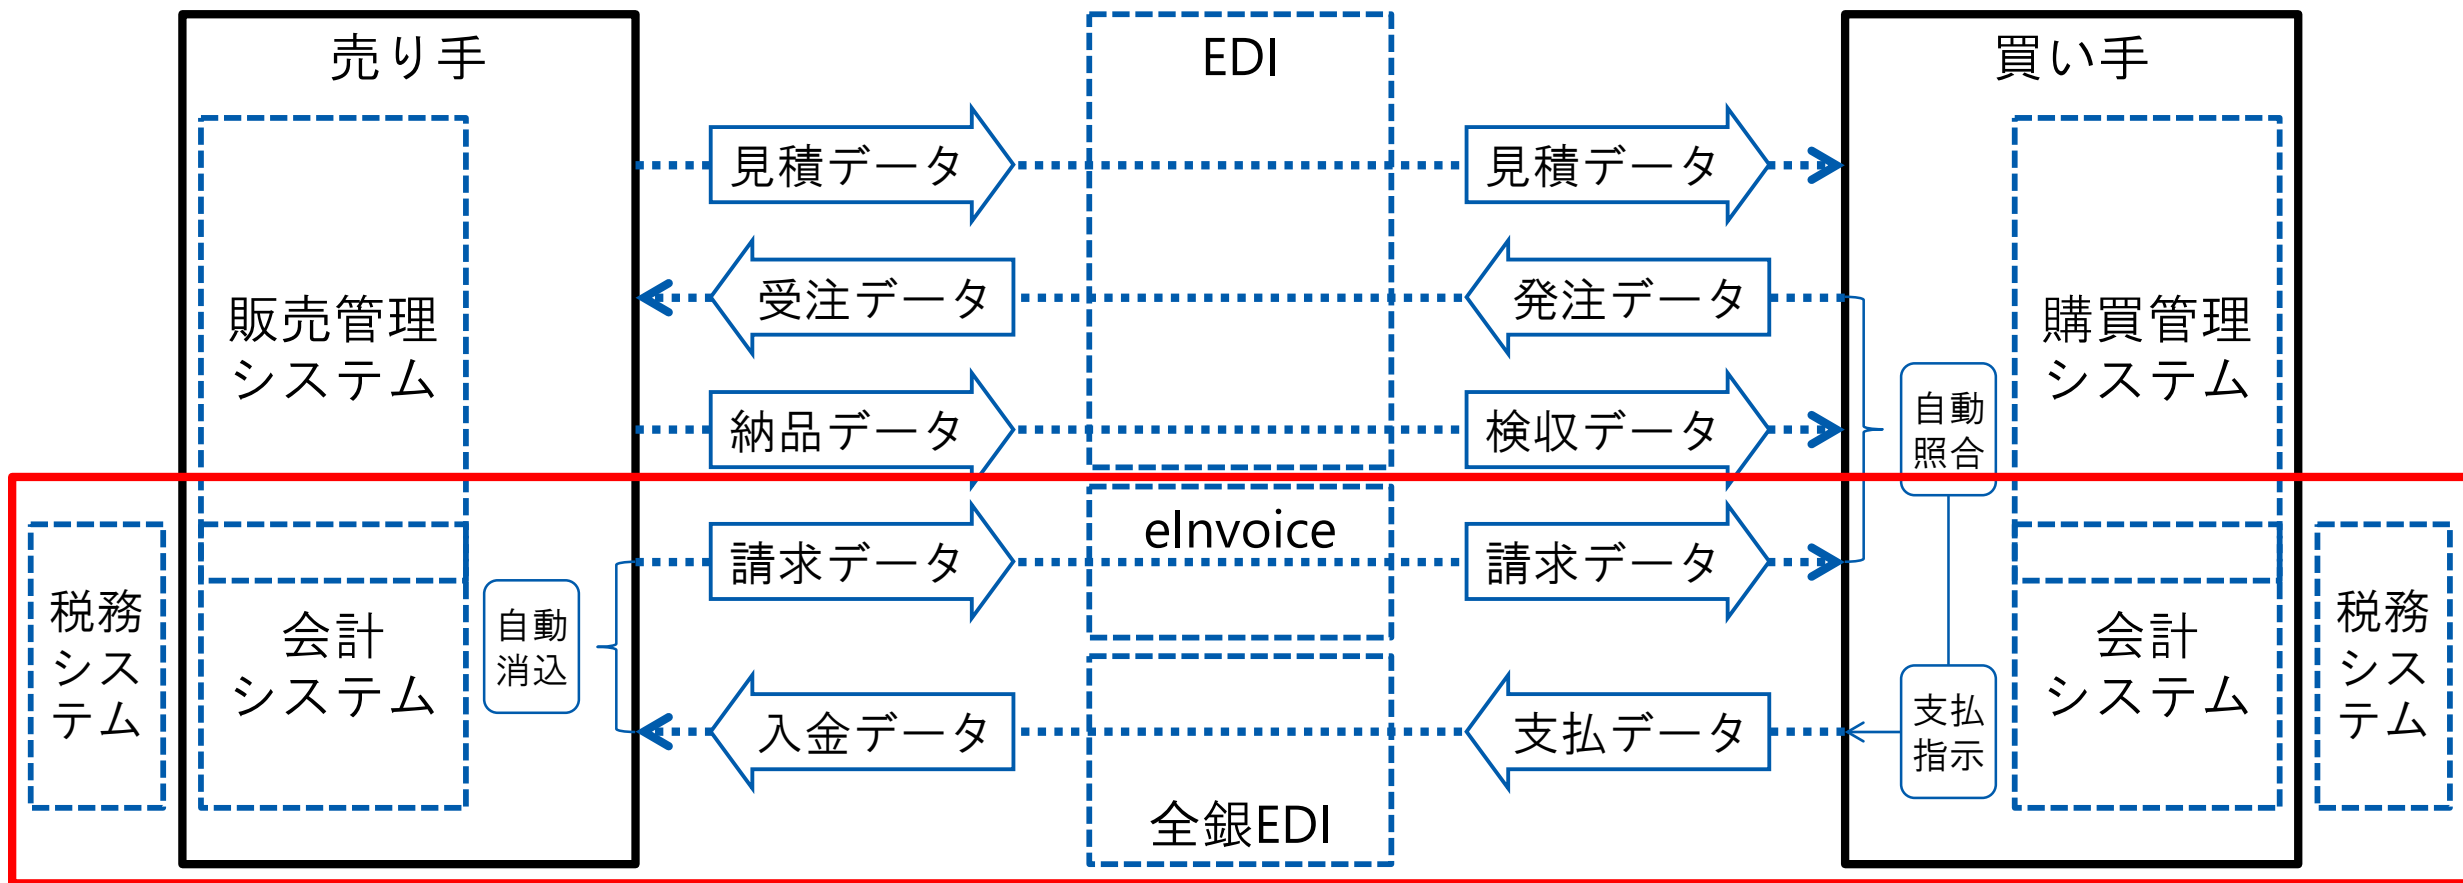 売り手
EDI
買い手
見積データ
見積データ
受注データ
発注データ
販売管理
システム
購買管理
システム
納品データ
検収データ
自動
照合
eInvoice
請求データ
請求データ
税務
シス
テム
会計
システム
自動
消込
会計
システム
税務
シス
テム
入金データ
支払データ
支払
指示
全銀EDI